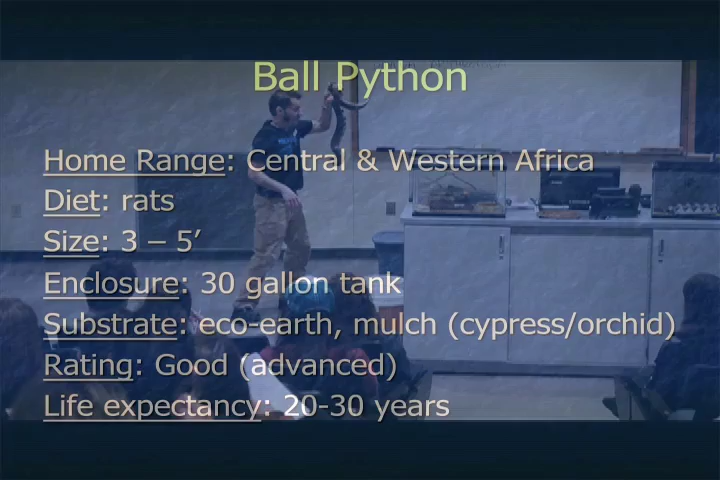 Ball Python
Home Range: Central & Western Africa
Diet: rats
Size: 3 – 5’
Enclosure: 30 gallon tank
Substrate: eco-earth, mulch (cypress/orchid)
Rating: Good (advanced)
Life expectancy: 20-30 years